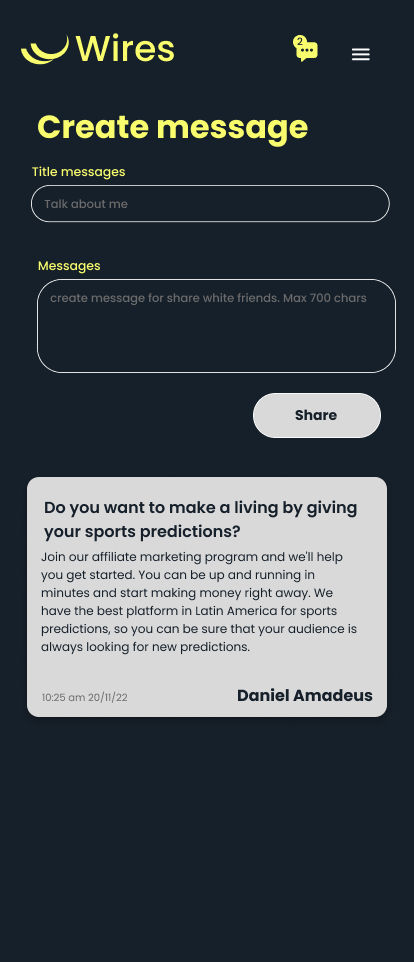 Wires
2
Create message
Title messages
Talk about me
Messages
create message for share white friends. Max 700 chars
Share
Do you want to make a living by giving
your sports predictions?
Join our affiliate marketing program and we'll help
you get started. You can be up and running in
minutes and start making money right away. We
have the best platform in Latin America for sports
predictions, so you can be sure that your audience is
always looking for new predictions.
10:25 am 20/11/22
Daniel Amadeus